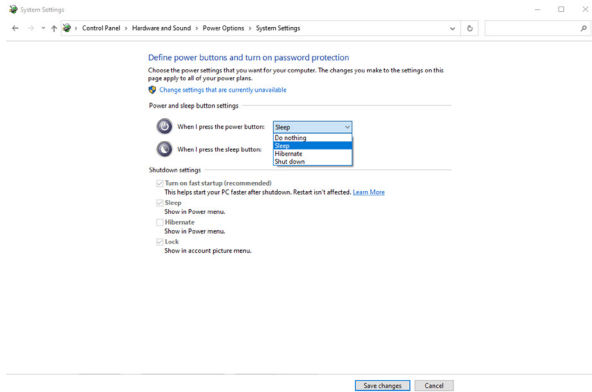 System Settings
Control Panel › Hardware and Sound › Power Options › System Settings
Define power buttons and turn on password protection
Choose the power settings that you want for your computer. The changes you make to the settings on this
page apply to all of your power plans.
Change settings that are currently unavailable
Power and sleep button settings
When I press the power button: Sleep
Do nothing
Sleep
When I press the sleep button:
Hibernate
Shut down
Shutdown settings
Turn on fast startup (recommended)
This helps start your PC faster after shutdown. Restart isn't affected. Learn More
Sleep
Show in Power menu.
Hibernate
Show in Power menu.
Lock
Show in account picture menu.
Save changes Cancel